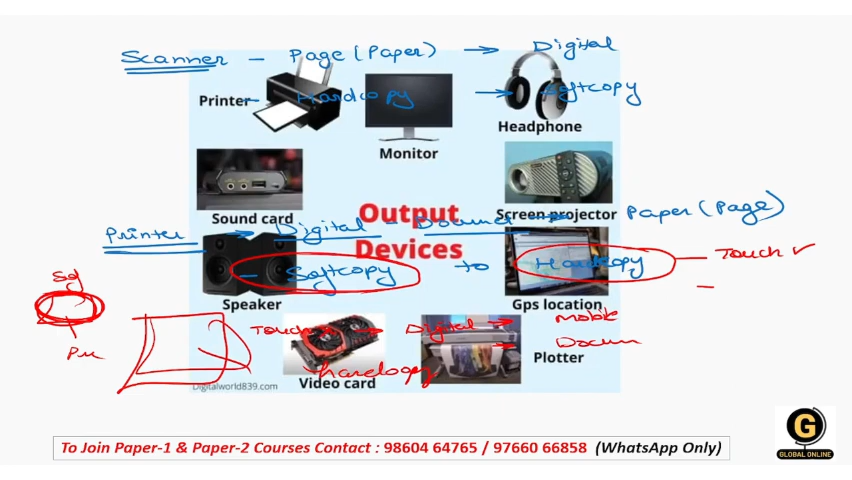 Scanner - Page (Paper) → Digital
Printer - Hardcopy → Softcopy
Headphone
Monitor
Sound card
Output
Devices
Screen projector
Paper (Page)
Printer → Digital - Document →
- Softcopy to Hardcopy - Touch ✓
Speaker
Gps location
Touch → Digital → Mobile
→ Docum
Plotter
Video card
hardcopy
Digitalworld839.com
To Join Paper-1 & Paper-2 Courses Contact : 98604 64765 / 97660 66858 (WhatsApp Only)
G
GLOBAL ONLINE